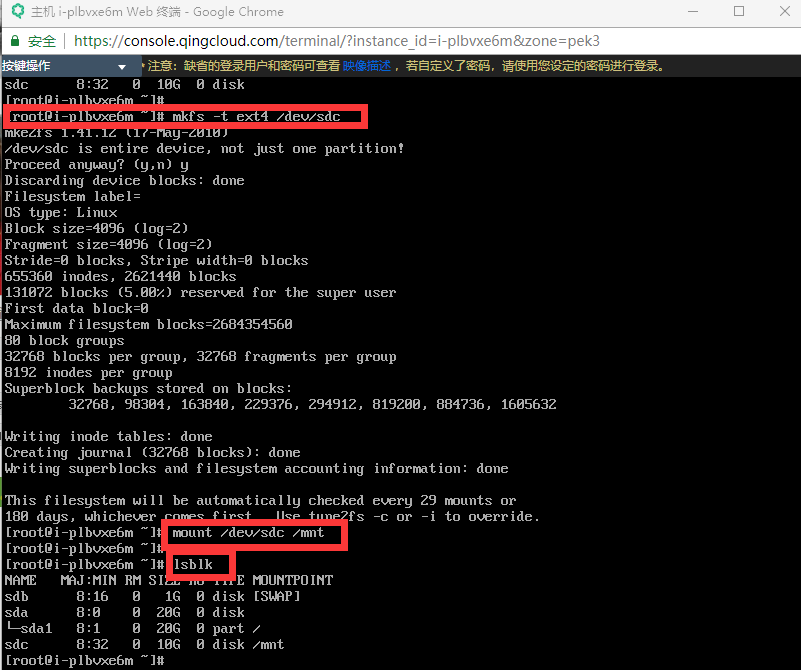 主机 i-plbvxe6m Web 终端 - Google Chrome
安全 https://console.qingcloud.com/terminal/?instance_id=i-plbvxe6m&zone=pek3
按键操作 * 注意: 缺省的登录用户和密码可查看 映像描述 ，若自定义了密码，请使用您设定的密码进行登录。
sdc 8:32 0 10G 0 disk
[root@i-plbvxe6m ~]#
[root@i-plbvxe6m ~]# mkfs -t ext4 /dev/sdc
mke2fs 1.41.12 (17-May-2010)
/dev/sdc is entire device, not just one partition!
Proceed anyway? (y,n) y
Discarding device blocks: done
Filesystem label=
OS type: Linux
Block size=4096 (log=2)
Fragment size=4096 (log=2)
Stride=0 blocks, Stripe width=0 blocks
655360 inodes, 2621440 blocks
131072 blocks (5.00%) reserved for the super user
First data block=0
Maximum filesystem blocks=2684354560
80 block groups
32768 blocks per group, 32768 fragments per group
8192 inodes per group
Superblock backups stored on blocks:
32768, 98304, 163840, 229376, 294912, 819200, 884736, 1605632
Writing inode tables: done
Creating journal (32768 blocks): done
Writing superblocks and filesystem accounting information: done
This filesystem will be automatically checked every 29 mounts or
180 days, whichever comes first. Use tune2fs -c or -i to override.
[root@i-plbvxe6m ~]# mount /dev/sdc /mnt
[root@i-plbvxe6m ~]#
[root@i-plbvxe6m ~]# lsblk
NAME MAJ:MIN RM SIZE RO TYPE MOUNTPOINT
sdb 8:16 0 1G 0 disk [SWAP]
sda 8:0 0 20G 0 disk
└─sda1 8:1 0 20G 0 part /
sdc 8:32 0 10G 0 disk /mnt
[root@i-plbvxe6m ~]#